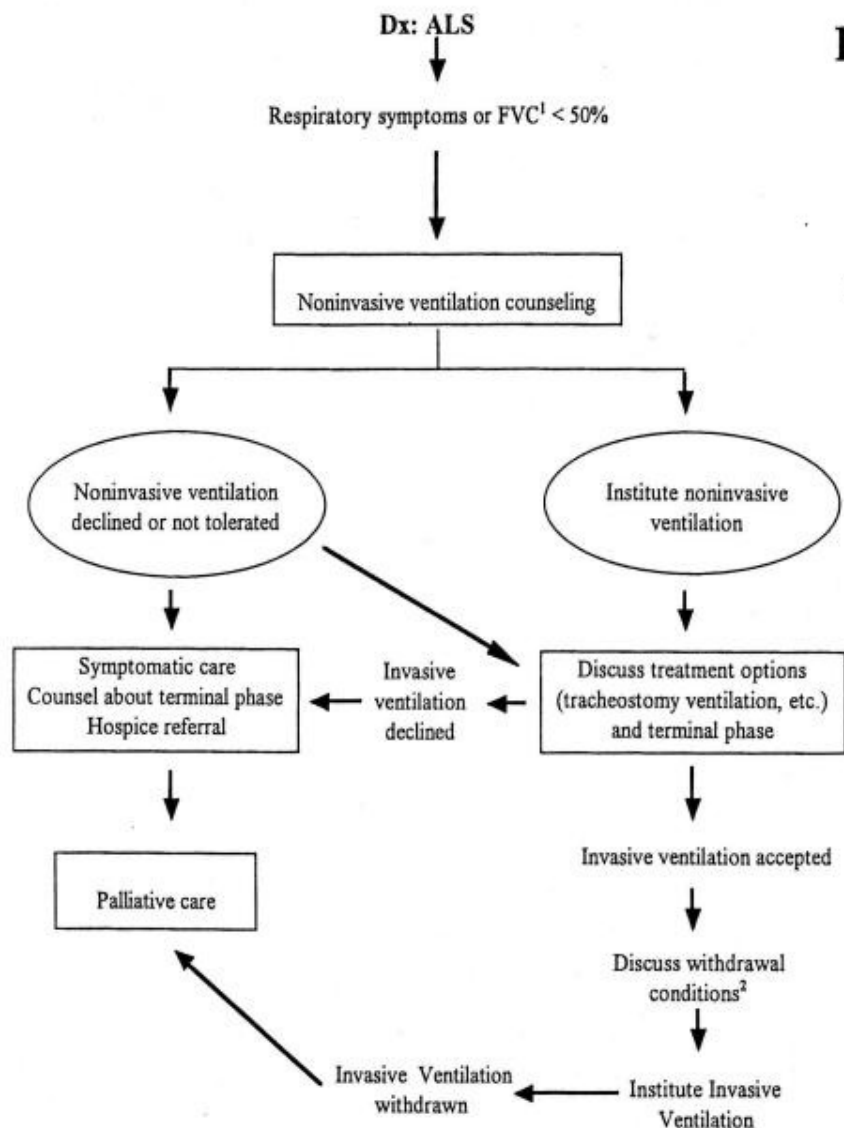 Dx: ALS
Respiratory symptoms or FVC¹ < 50%
Noninvasive ventilation counseling
Noninvasive ventilation
declined or not tolerated
Institute noninvasive
ventilation
Symptomatic care
Counsel about terminal phase
Hospice referral
Invasive
ventilation
declined
Discuss treatment options
(tracheostomy ventilation, etc.)
and terminal phase
Invasive ventilation accepted
Palliative care
Discuss withdrawal
conditions²
Invasive Ventilation
withdrawn
Institute Invasive
Ventilation